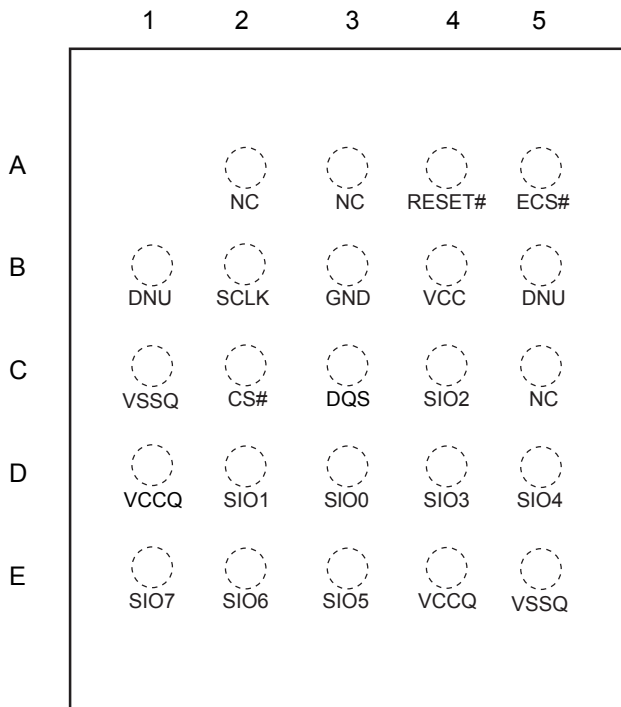 1 2 3 4 5
A
NC NC RESET# ECS#
B
DNU SCLK GND VCC DNU
C
VSSQ CS# DQS SIO2 NC
D
VCCQ SIO1 SIO0 SIO3 SIO4
E
SIO7 SIO6 SIO5 VCCQ VSSQ